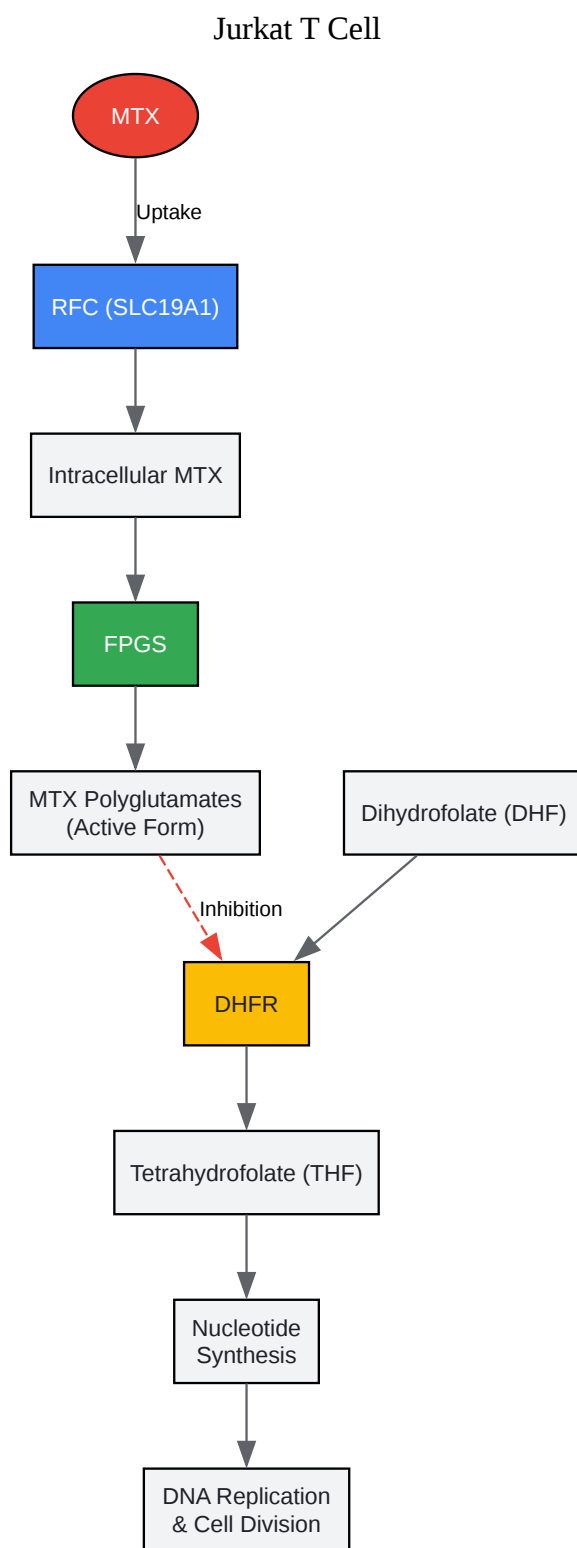 Jurkat T Cell
MTX
Uptake
RFC (SLC19A1)
Intracellular MTX
FPGS
MTX Polyglutamates
(Active Form)
Dihydrofolate (DHF)
Inhibition
DHFR
Tetrahydrofolate (THF)
Nucleotide
Synthesis
DNA Replication
& Cell Division